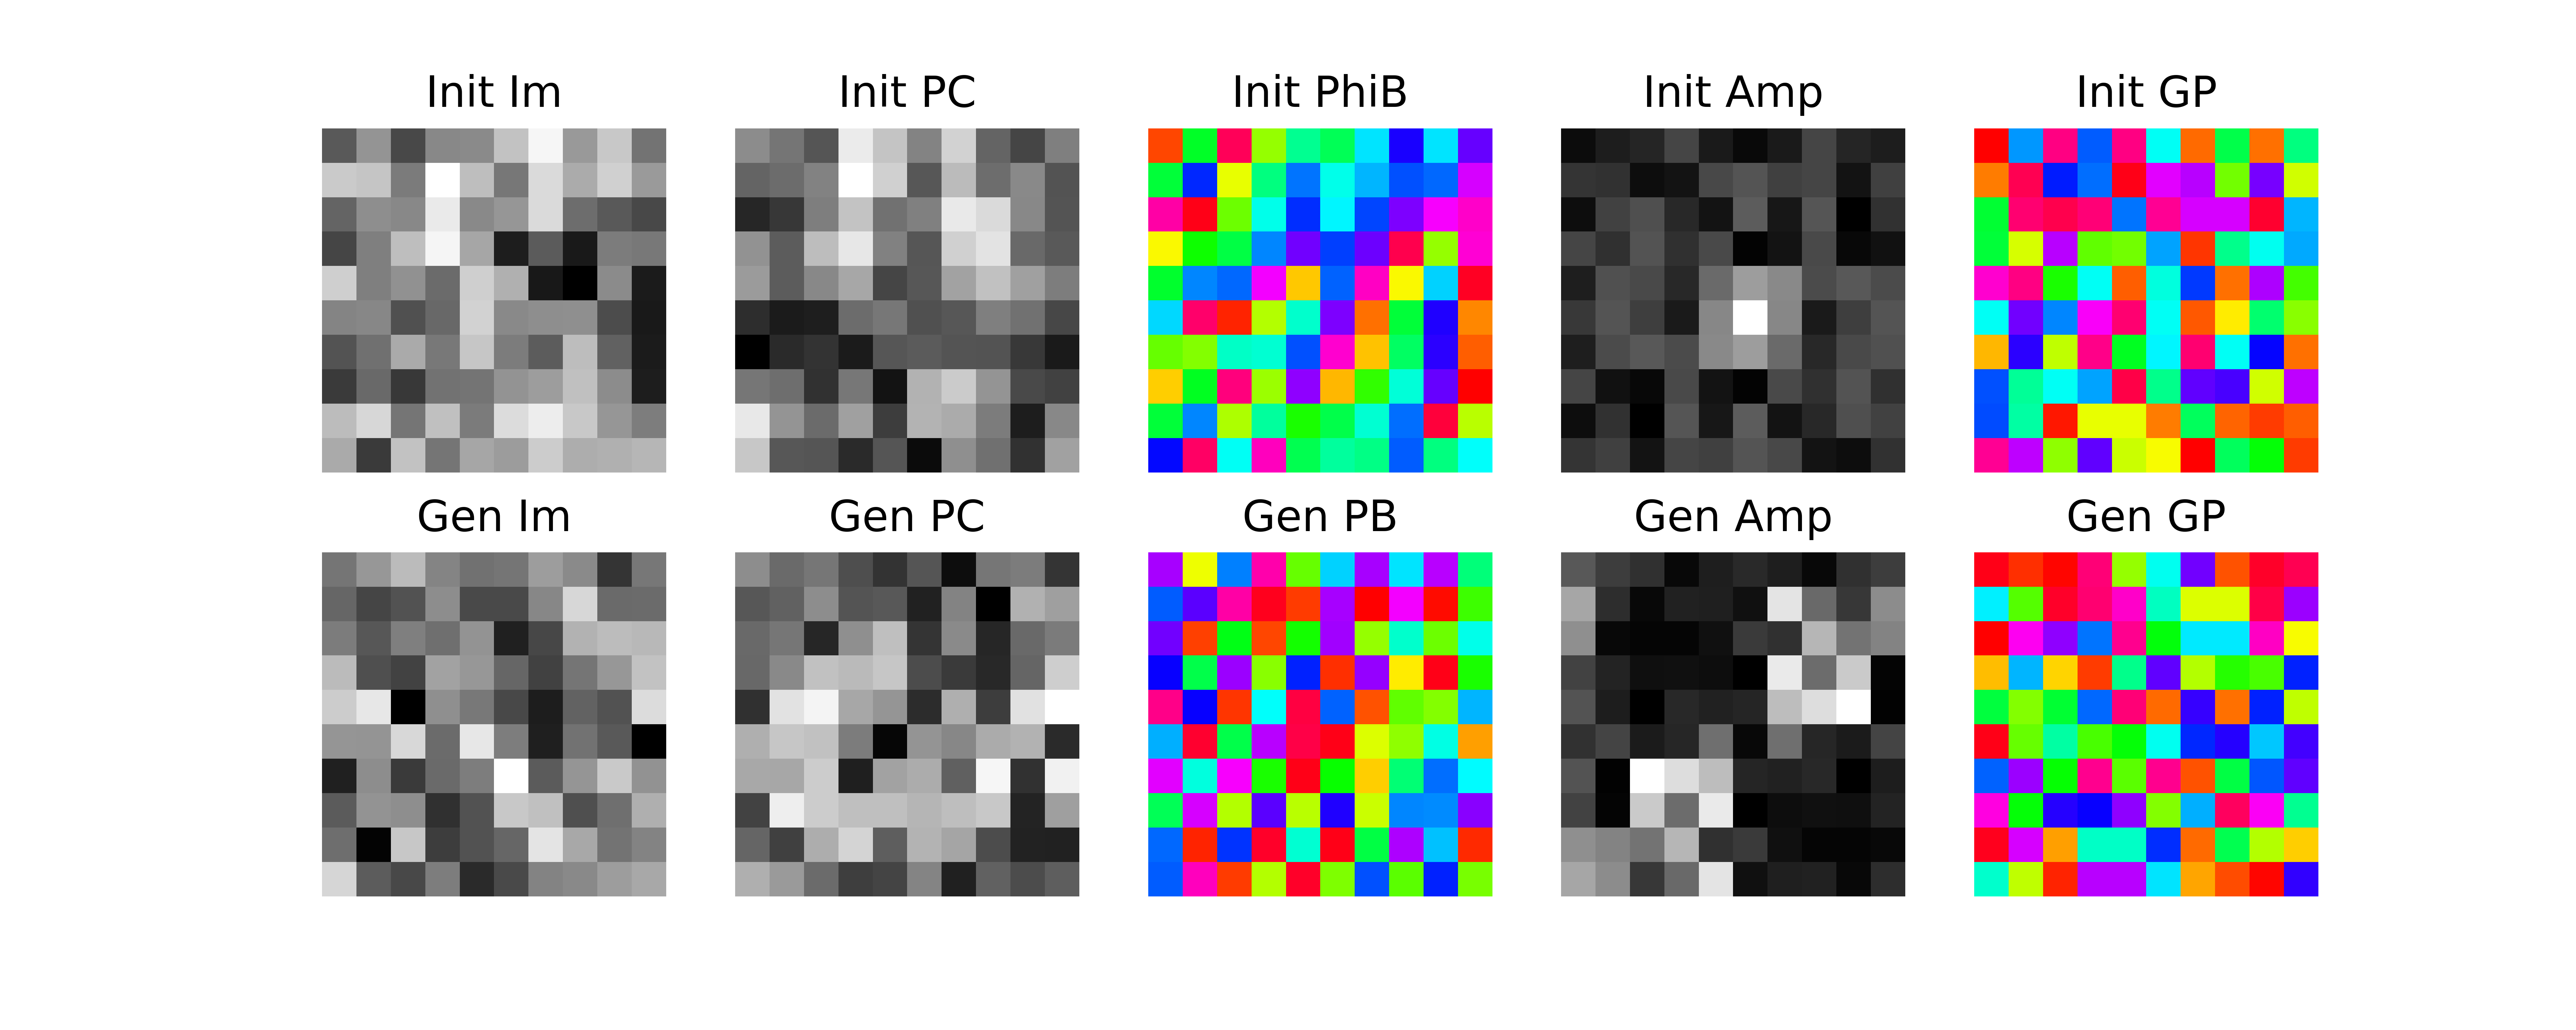 Init Im Init PC Init PhiB Init Amp Init GP
Gen Im Gen PC Gen PB Gen Amp Gen GP